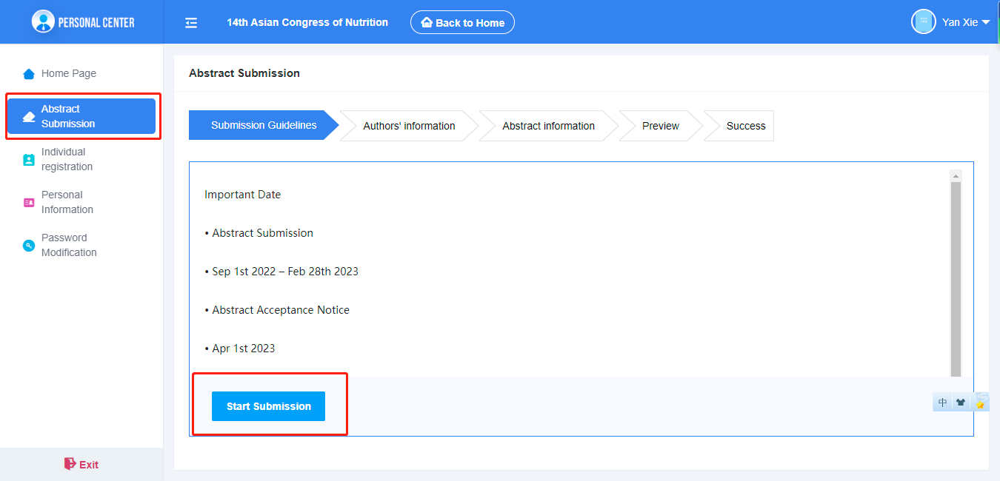 PERSONAL CENTER
14th Asian Congress of Nutrition
Back to Home
Yan Xie
Home Page
Abstract
Submission
Individual
registration
Personal
Information
Password
Modification
Exit
Abstract Submission
Submission Guidelines
Authors' information
Abstract information
Preview
Success
Important Date
• Abstract Submission
• Sep 1st 2022 – Feb 28th 2023
• Abstract Acceptance Notice
• Apr 1st 2023
Start Submission
中